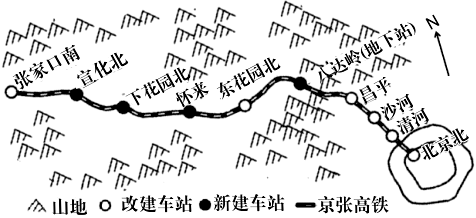 N
张家口南
宣化北
下花园北
怀来
东花园北
八达岭(地下站)
昌平
沙河
清河
北京北
山地 改建车站 新建车站 京张高铁